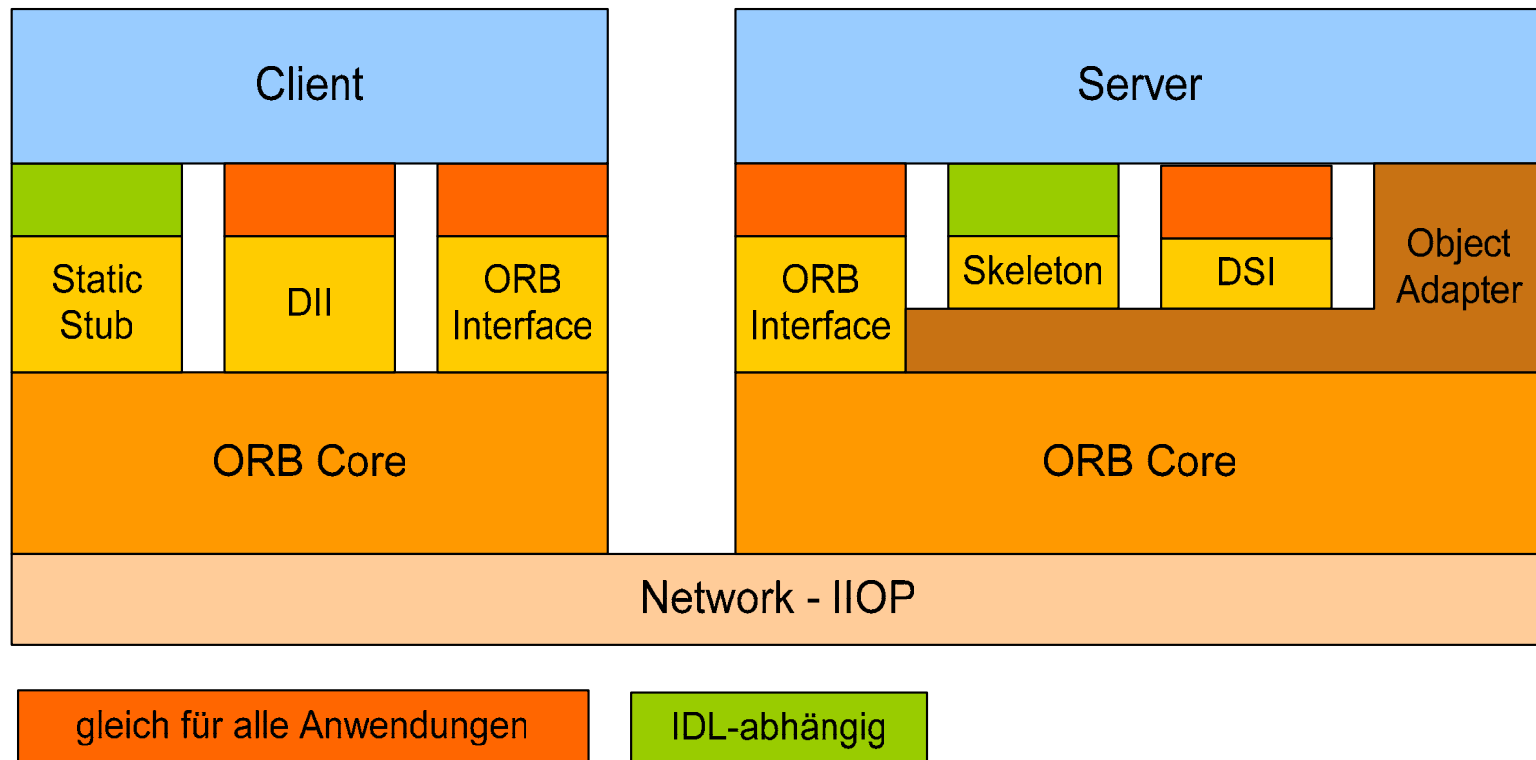 Client
Server
Static
Stub
DII
ORB
Interface
ORB
Interface
Skeleton
DSI
Object
Adapter
ORB Core
ORB Core
Network - IIOP
gleich für alle Anwendungen
IDL-abhängig